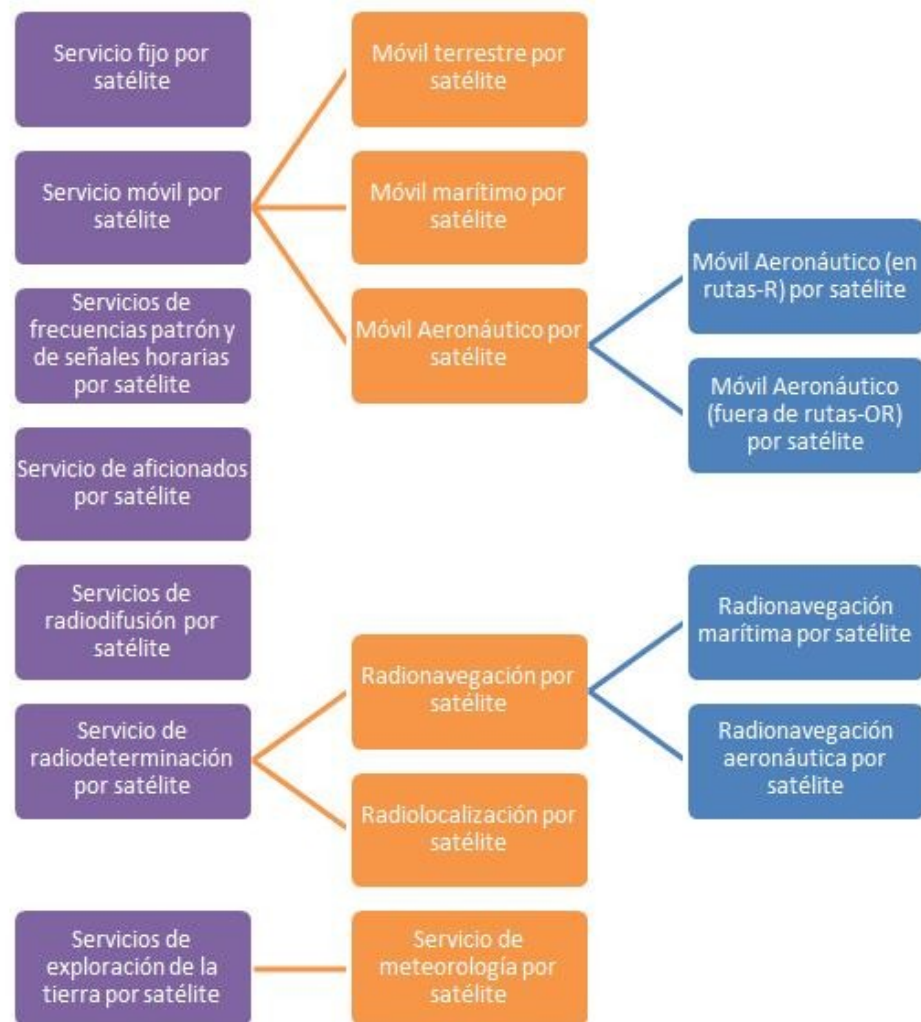 Servicio fijo por
satélite
Servicio móvil por
satélite
Servicios de
frecuencias patrón y
de señales horarias
por satélite
Servicio de aficionados
por satélite
Servicios de
radiodifusión por
satélite
Servicio de
radiodeterminación
por satélite
Servicios de
exploración de la
tierra por satélite
Móvil terrestre por
satélite
Móvil marítimo por
satélite
Móvil Aeronáutico por
satélite
Radionavegación por
satélite
Radiolocalización por
satélite
Servicio de
meteorología por
satélite
Móvil Aeronáutico (en
rutas-R) por satélite
Móvil Aeronáutico
(fuera de rutas-OR)
por satélite
Radionavegación
marítima por satélite
Radionavegación
aeronáutica por
satélite